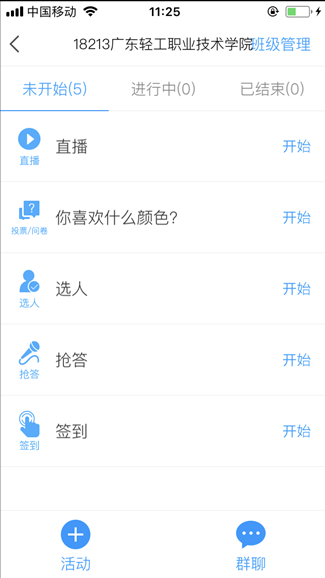 中国移动 11:25
18213广东轻工职业技术学院班级管理
未开始(5) 进行中(0) 已结束(0)
直播 直播 开始
投票/问卷 你喜欢什么颜色? 开始
选人 选人 开始
抢答 抢答 开始
签到 签到 开始
活动 群聊